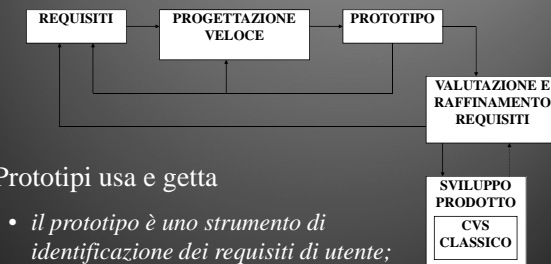 REQUISITI
PROGETTAZIONE
VELOCE
PROTOTIPO
VALUTAZIONE E
RAFFINAMENTO
REQUISITI
SVILUPPO
PRODOTTO
CVS
CLASSICO
Prototipi usa e getta
• il prototipo è uno strumento di
identificazione dei requisiti di utente;